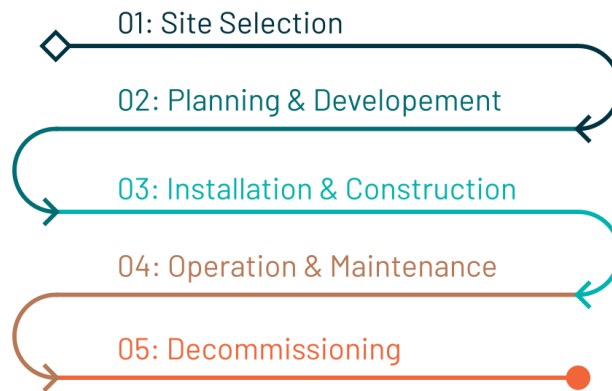 01: Site Selection
02: Planning & Developement
03: Installation & Construction
04: Operation & Maintenance
05: Decommissioning